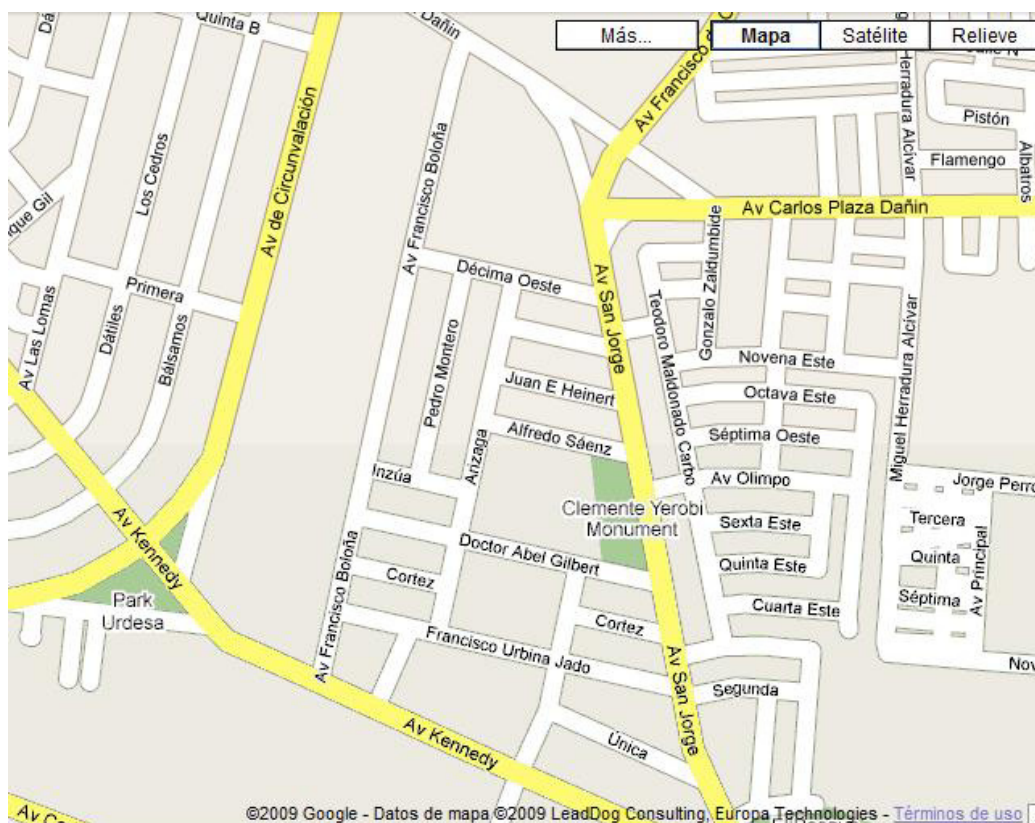 Más...
Mapa
Satélite
Relieve
Quinta B
Dañin
Av Francisco
Pistón
Flamengo
Albatros
Herradura Alcívar
Los Cedros
Av de Circunvalación
Av Francisco Boloña
Av Carlos Plaza Dañin
que Gil
Décima Oeste
Av San Jorge
Gonzalo Zaldumbide
Teodoro Maldonado Carbo
Primera
Av Las Lomas
Dátiles
Bálsamos
Pedro Montero
Juan E Heinert
Novena Este
Octava Este
Miguel Herradura Alcívar
Alfredo Sáenz
Anzaga
Séptima Oeste
Inzúa
Av Olimpo
Jorge Perro
Clemente Yerobi
Monument
Tercera
Sexta Este
Av Kennedy
Doctor Abel Gilbert
Quinta Este
Quinta
Av Principal
Cortez
Séptima
Park
Urdesa
Cuarta Este
Av Francisco Boloña
Francisco Urbina Jado
Cortez
Nov
Segunda
Av San Jorge
Av Kennedy
Única
©2009 Google - Datos de mapa ©2009 LeadDog Consulting, Europa Technologies - Términos de uso